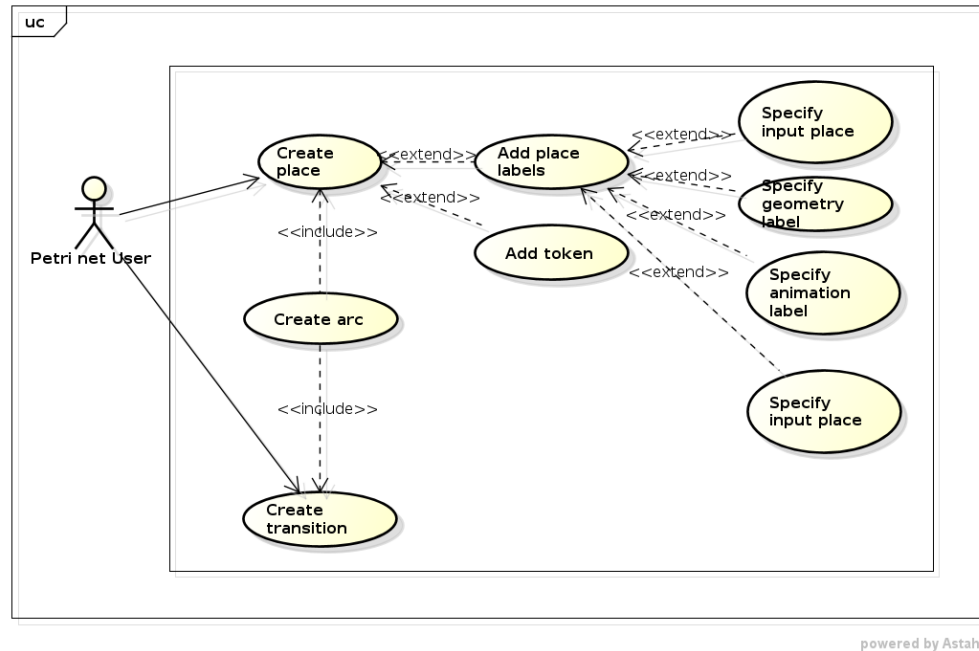 uc
Specify
input place
<<extend>>
Create
place
<<extend>>
Add place
labels
<<extend>>
Specify
geometry
label
<<extend>>
<<extend>>
<<include>>
Add token
Petri net User
<<extend>>
Specify
animation
label
Create arc
<<include>>
Specify
input place
Create
transition
powered by Astah